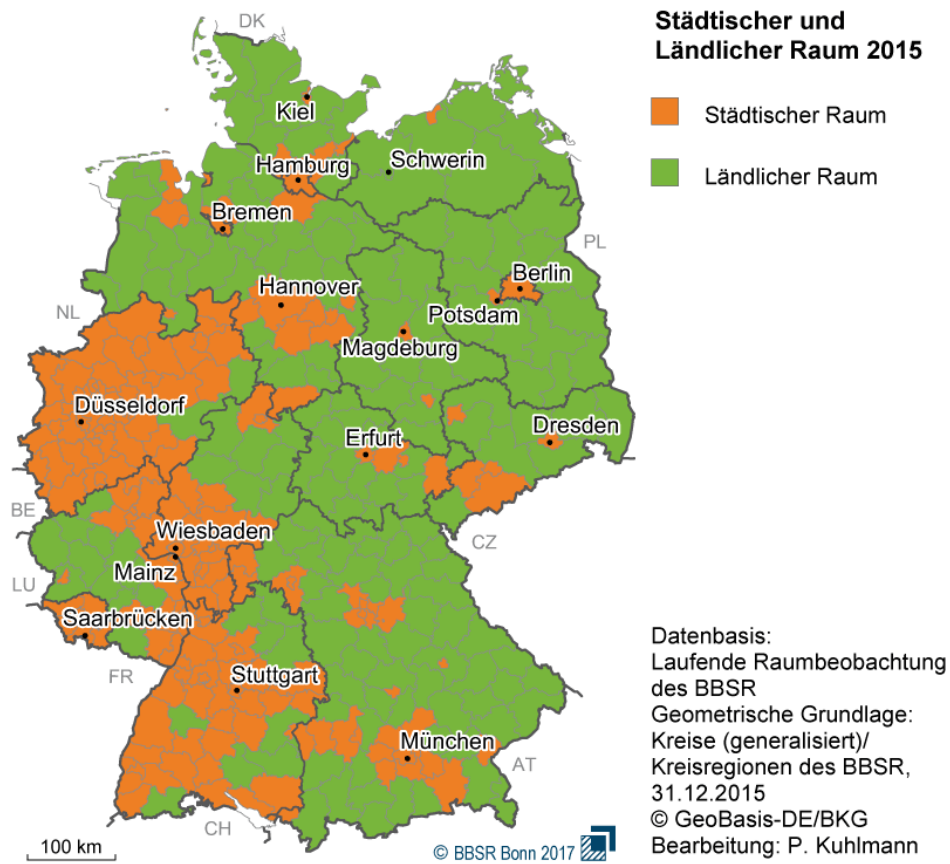 Städtischer und
Ländlicher Raum 2015
Städtischer Raum
Ländlicher Raum
DK
Kiel
Hamburg
Schwerin
Bremen
PL
Berlin
Hannover
Potsdam
NL
Magdeburg
Düsseldorf
Dresden
Erfurt
BE
Wiesbaden
CZ
Mainz
LU
Saarbrücken
FR
Stuttgart
München
AT
CH
100 km
© BBSR Bonn 2017
Datenbasis:
Laufende Raumbeobachtung
des BBSR
Geometrische Grundlage:
Kreise (generalisiert)/
Kreisregionen des BBSR,
31.12.2015
© GeoBasis-DE/BKG
Bearbeitung: P. Kuhlmann